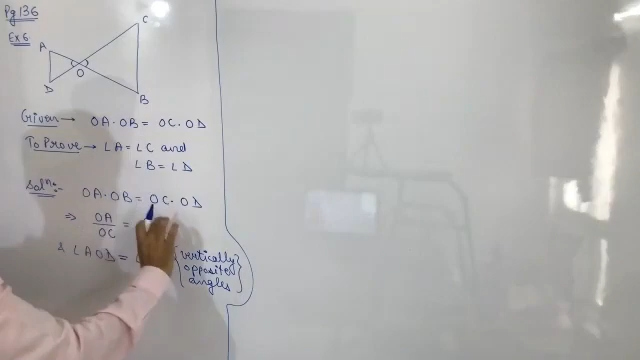 Pg 136
Ex 6
A
C
O
D
B
Given → OA · OB = OC · OD
To Prove → ∠A = ∠C and
∠B = ∠D
Solⁿ:- OA · OB = OC · OD
⇒ OA/OC =
& ∠AOD = { vertically
opposite
angles }